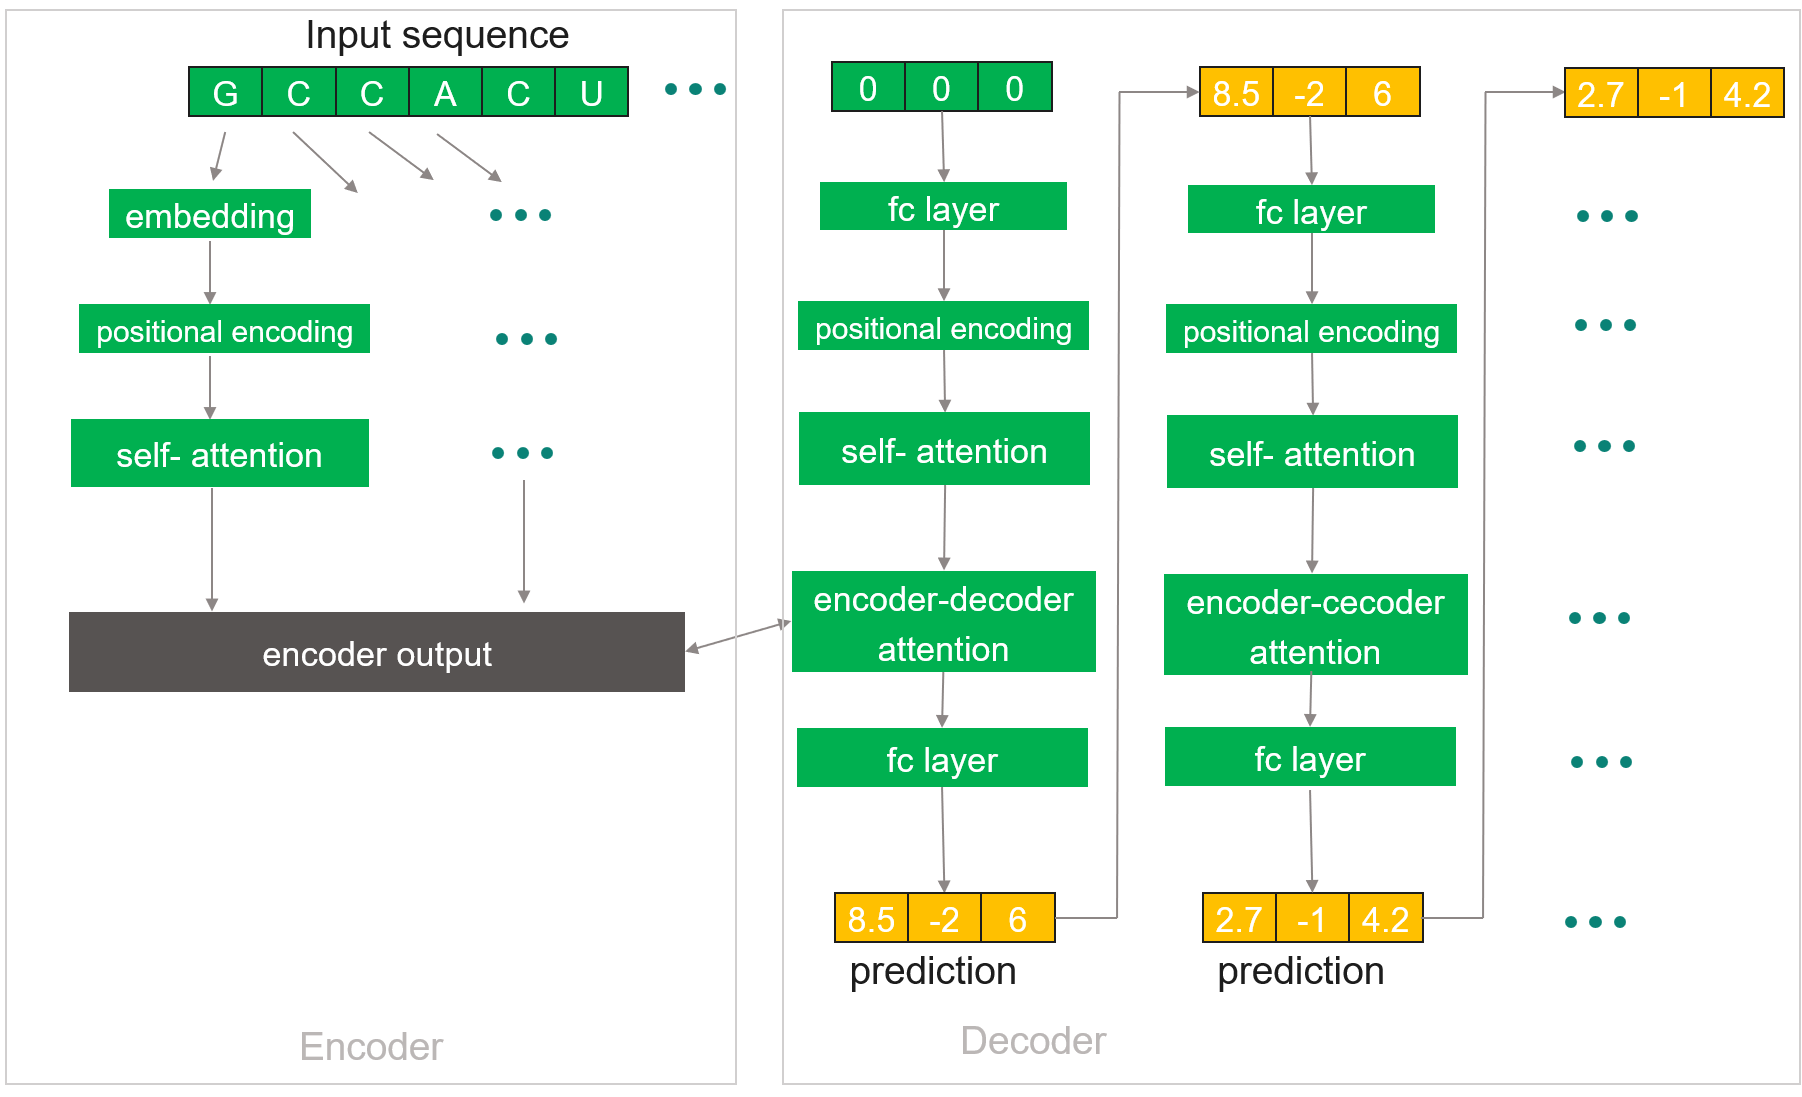 Input sequence
G C C A C U
embedding
positional encoding
self- attention
encoder output
Encoder
0 0 0
fc layer
positional encoding
self- attention
encoder-decoder
attention
fc layer
8.5 -2 6
prediction
8.5 -2 6
fc layer
positional encoding
self- attention
encoder-cecoder
attention
fc layer
2.7 -1 4.2
prediction
2.7 -1 4.2
Decoder